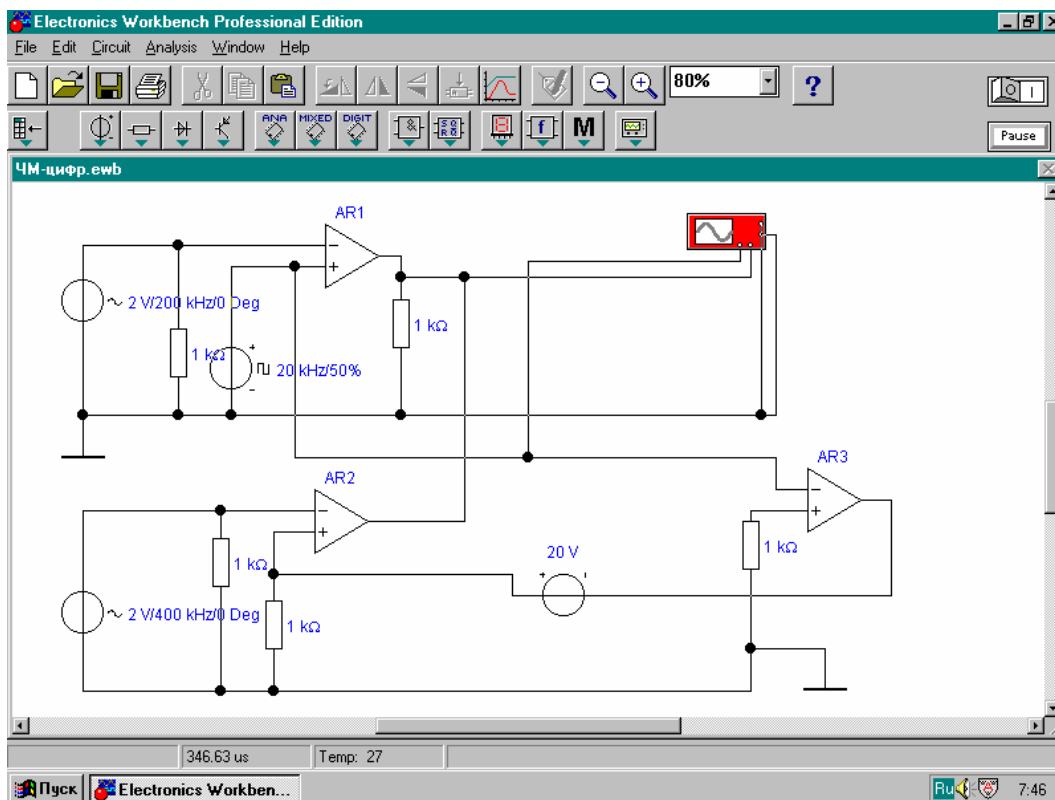 Electronics Workbench Professional Edition
File Edit Circuit Analysis Window Help
80%
?
ANA MIXED DIGIT
&
f
M
Pause
ЧМ-цифр.ewb
AR1
2 V/200 kHz/0 Deg
1 kΩ
1 kΩ
20 kHz/50%
AR2
AR3
1 kΩ
20 V
1 kΩ
2 V/400 kHz/0 Deg
1 kΩ
346.63 us Temp: 27
Пуск Electronics Workben... Ru 7:46